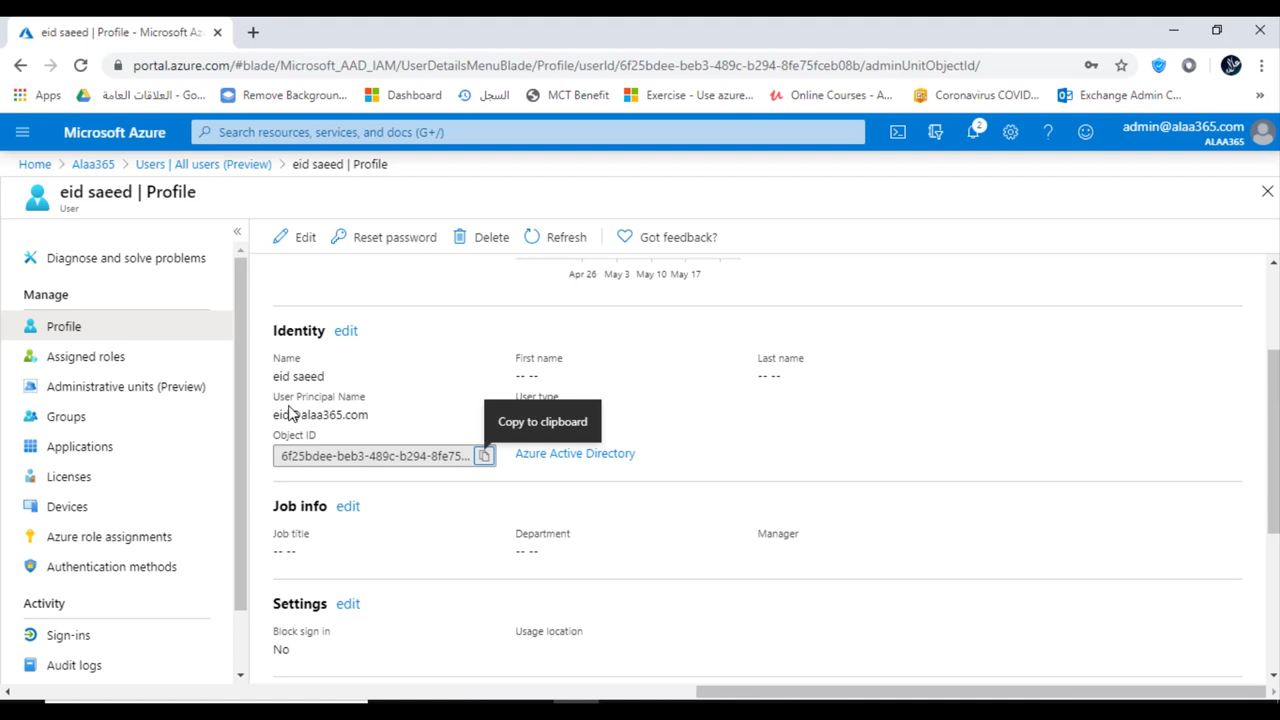 eid saeed | Profile - Microsoft Az
portal.azure.com/#blade/Microsoft_AAD_IAM/UserDetailsMenuBlade/Profile/userId/6f25bdee-beb3-489c-b294-8fe75fceb08b/adminUnitObjectId/
Apps العلاقات العامة - Goo... Remove Backgroun... Dashboard السجل MCT Benefit Exercise - Use azure... Online Courses - A... Coronavirus COVID... Exchange Admin C... »
Microsoft Azure Search resources, services, and docs (G+/) 2 admin@alaa365.com
ALAA365
Home > Alaa365 > Users | All users (Preview) > eid saeed | Profile
eid saeed | Profile
User
«
Edit Reset password Delete Refresh Got feedback?
Diagnose and solve problems
Manage
Profile
Assigned roles
Administrative units (Preview)
Groups
Applications
Licenses
Devices
Azure role assignments
Authentication methods
Activity
Sign-ins
Audit logs
Apr 26 May 3 May 10 May 17
Identity edit
Name First name Last name
eid saeed -- -- -- --
User Principal Name User type
eid@alaa365.com
Copy to clipboard
Object ID
6f25bdee-beb3-489c-b294-8fe75... Azure Active Directory
Job info edit
Job title Department Manager
-- -- -- --
Settings edit
Block sign in Usage location
No